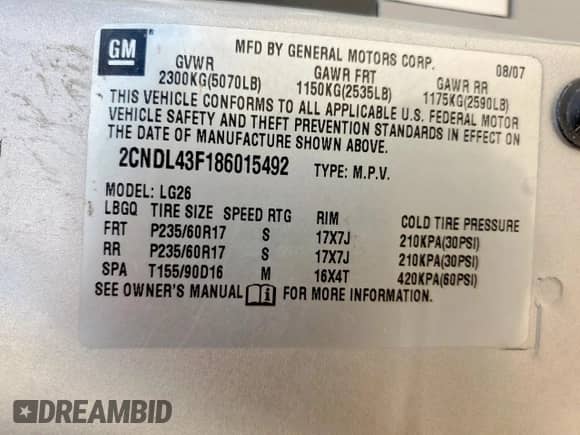 GM
MFD BY GENERAL MOTORS CORP.
08/07
GVWR GAWR FRT GAWR RR
2300KG(5070LB) 1150KG(2535LB) 1175KG(2590LB)
THIS VEHICLE CONFORMS TO ALL APPLICABLE U.S. FEDERAL MOTOR
VEHICLE SAFETY AND THEFT PREVENTION STANDARDS IN EFFECT ON
THE DATE OF MANUFACTURE SHOWN ABOVE.
2CNDL43F186015492 TYPE: M.P.V.
MODEL: LG26
LBGQ TIRE SIZE SPEED RTG RIM COLD TIRE PRESSURE
FRT P235/60R17 S 17X7J 210KPA(30PSI)
RR P235/60R17 S 17X7J 210KPA(30PSI)
SPA T155/90D16 M 16X4T 420KPA(60PSI)
SEE OWNER'S MANUAL FOR MORE INFORMATION.
DREAMBID